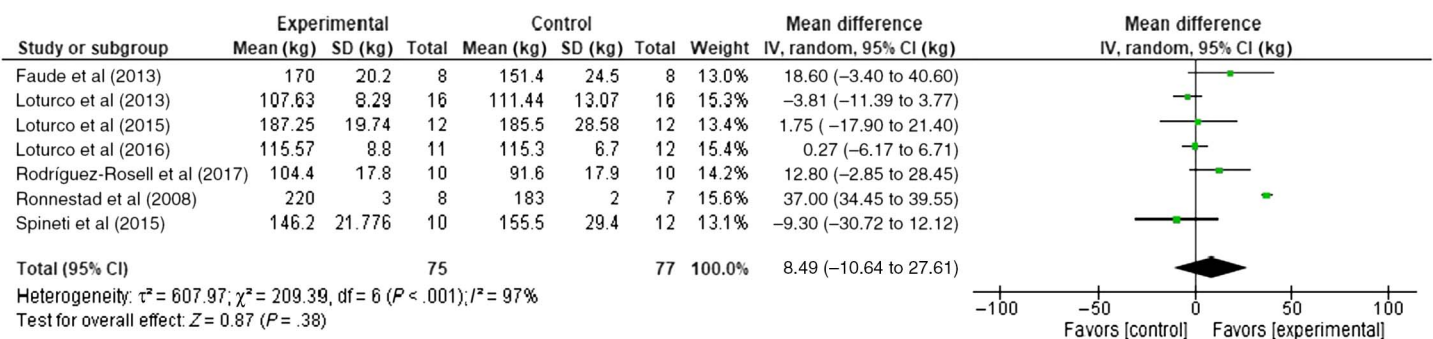 Experimental Control Mean difference Mean difference
Study or subgroup Mean (kg) SD (kg) Total Mean (kg) SD (kg) Total Weight IV, random, 95% CI (kg) IV, random, 95% CI (kg)
Faude et al (2013) 170 20.2 8 151.4 24.5 8 13.0% 18.60 (−3.40 to 40.60)
Loturco et al (2013) 107.63 8.29 16 111.44 13.07 16 15.3% −3.81 (−11.39 to 3.77)
Loturco et al (2015) 187.25 19.74 12 185.5 28.58 12 13.4% 1.75 ( −17.90 to 21.40)
Loturco et al (2016) 115.57 8.8 11 115.3 6.7 12 15.4% 0.27 (−6.17 to 6.71)
Rodríguez-Rosell et al (2017) 104.4 17.8 10 91.6 17.9 10 14.2% 12.80 (−2.85 to 28.45)
Ronnestad et al (2008) 220 3 8 183 2 7 15.6% 37.00 (34.45 to 39.55)
Spineti et al (2015) 146.2 21.776 10 155.5 29.4 12 13.1% −9.30 (−30.72 to 12.12)
Total (95% CI) 75 77 100.0% 8.49 (−10.64 to 27.61)
Heterogeneity: τ² = 607.97; χ² = 209.39, df = 6 (P < .001); I² = 97%
Test for overall effect: Z = 0.87 (P = .38)
−100 −50 0 50 100
Favors [control] Favors [experimental]